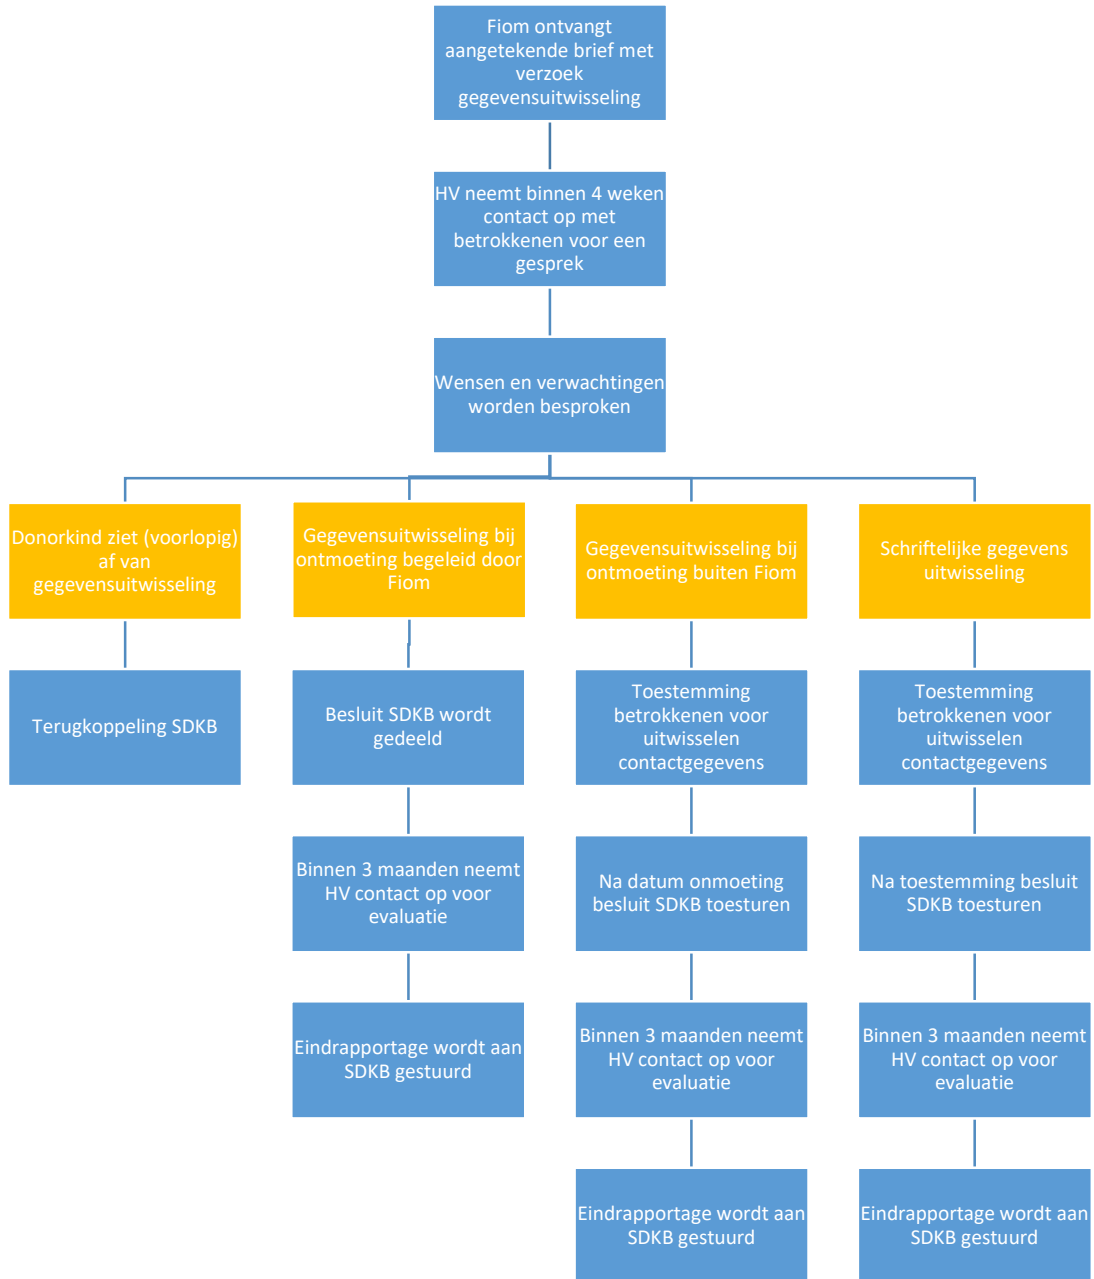 Fiom ontvangt
aangetekende brief met
verzoek
gegevensuitwisseling
HV neemt binnen 4 weken
contact op met
betrokkenen voor een
gesprek
Wensen en verwachtingen
worden besproken
Donorkind ziet (voorlopig)
af van
gegevensuitwisseling
Gegevensuitwisseling bij
ontmoeting begeleid door
Fiom
Gegevensuitwisseling bij
ontmoeting buiten Fiom
Schriftelijke gegevens
uitwisseling
Terugkoppeling SDKB
Besluit SDKB wordt
gedeeld
Toestemming
betrokkenen voor
uitwisselen
contactgegevens
Toestemming
betrokkenen voor
uitwisselen
contactgegevens
Binnen 3 maanden neemt
HV contact op voor
evaluatie
Na datum onmoeting
besluit SDKB toesturen
Na toestemming besluit
SDKB toesturen
Eindrapportage wordt aan
SDKB gestuurd
Binnen 3 maanden neemt
HV contact op voor
evaluatie
Binnen 3 maanden neemt
HV contact op voor
evaluatie
Eindrapportage wordt aan
SDKB gestuurd
Eindrapportage wordt aan
SDKB gestuurd